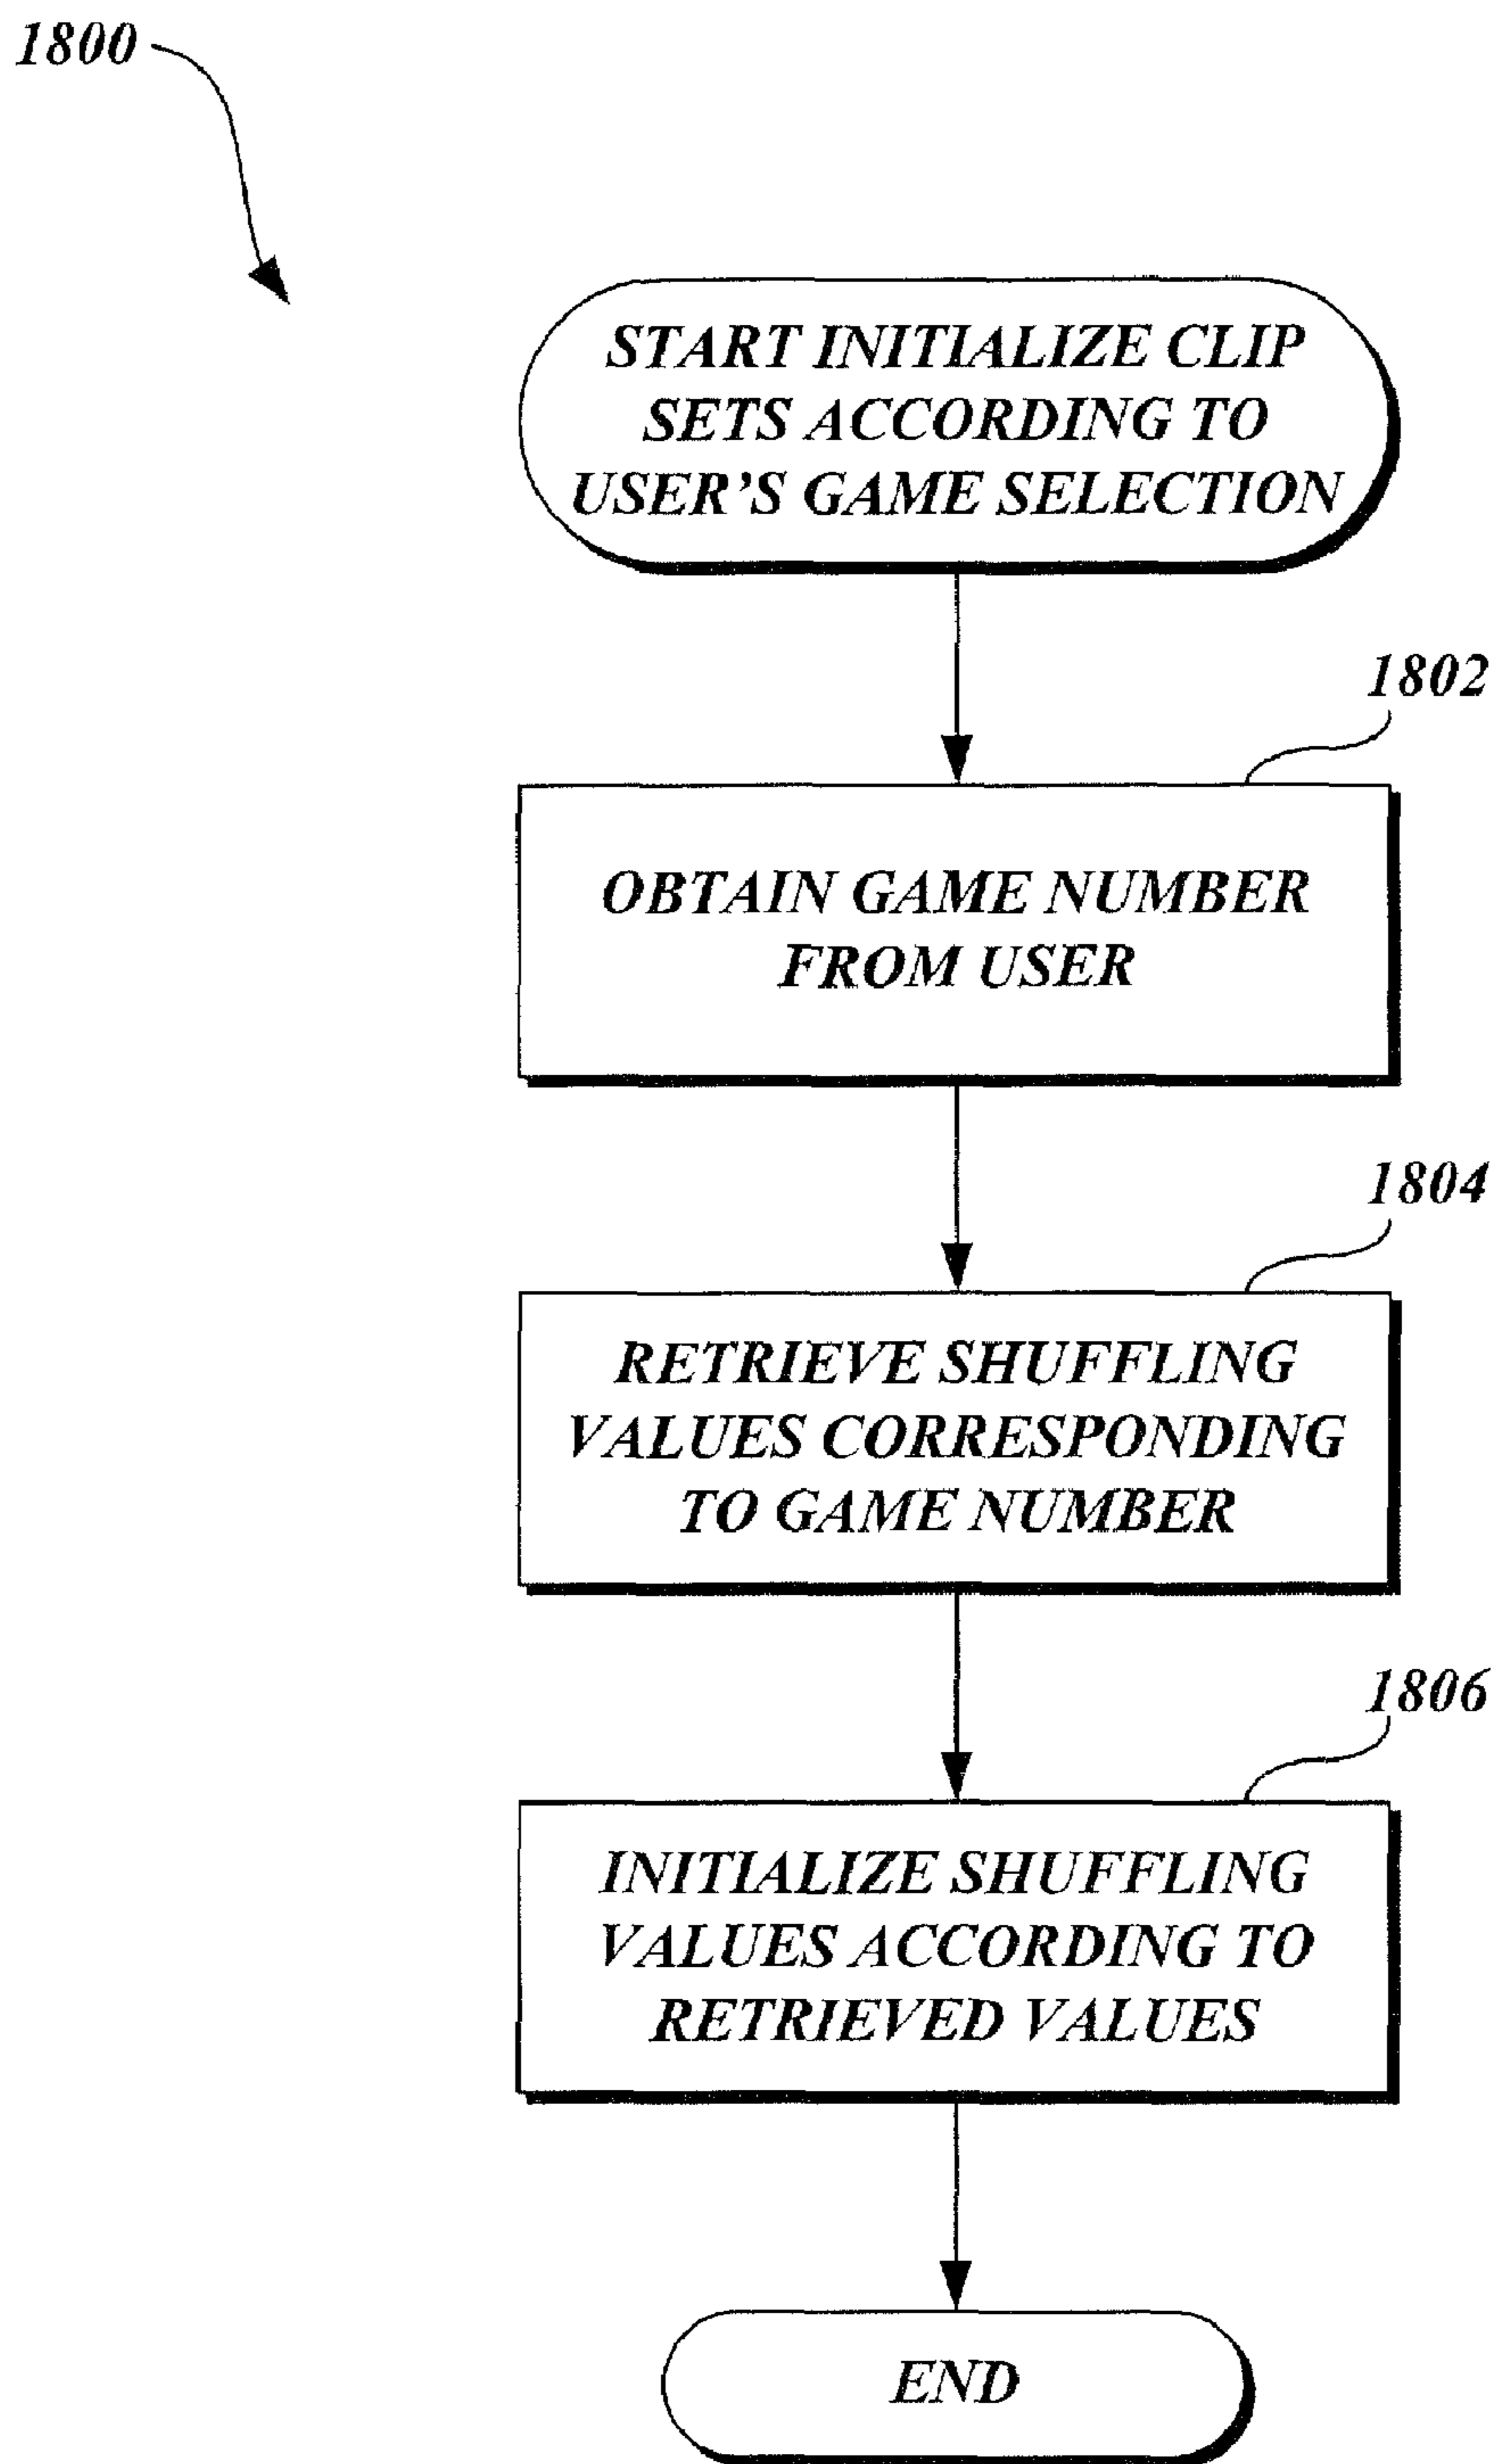 1800
START INITIALIZE CLIP
SETS ACCORDING TO
USER'S GAME SELECTION
1802
OBTAIN GAME NUMBER
FROM USER
1804
RETRIEVE SHUFFLING
VALUES CORRESPONDING
TO GAME NUMBER
1806
INITIALIZE SHUFFLING
VALUES ACCORDING TO
RETRIEVED VALUES
END